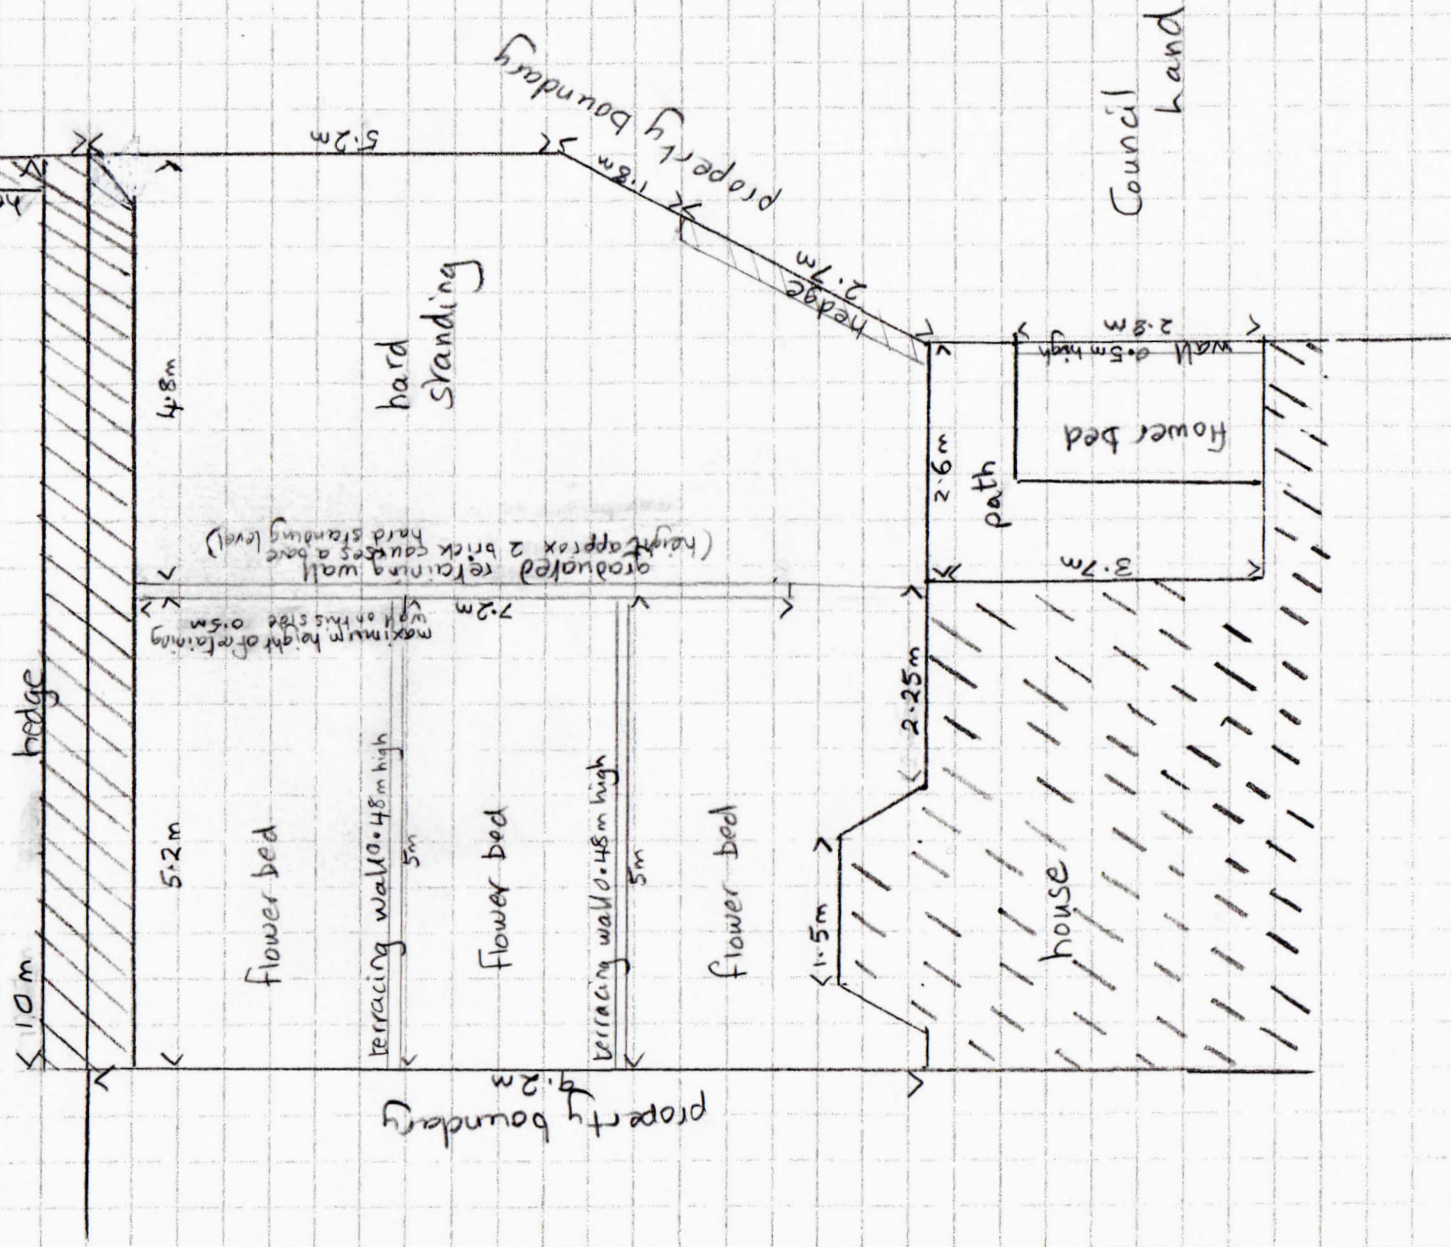 property boundary
5.2m
1.8m
2.7m
hedge
Council
Land
4.8m
hard
standing
2.8m
wall 0.5m high
flower bed
path
2.6m
3.7m
graduated retaining wall
(height approx 2 brick courses above
hard standing level)
7.2m
maximum height of retaining
wall on this side 0.5m
hedge
10m
5.2m
flower bed
terracing wall 0.48m high
5m
flower bed
terracing wall 0.48m high
5m
flower bed
2.25m
1.5m
house
9.2m
property boundary